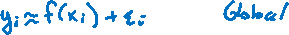 yᵢ ≈ f(xᵢ) + εᵢ Global